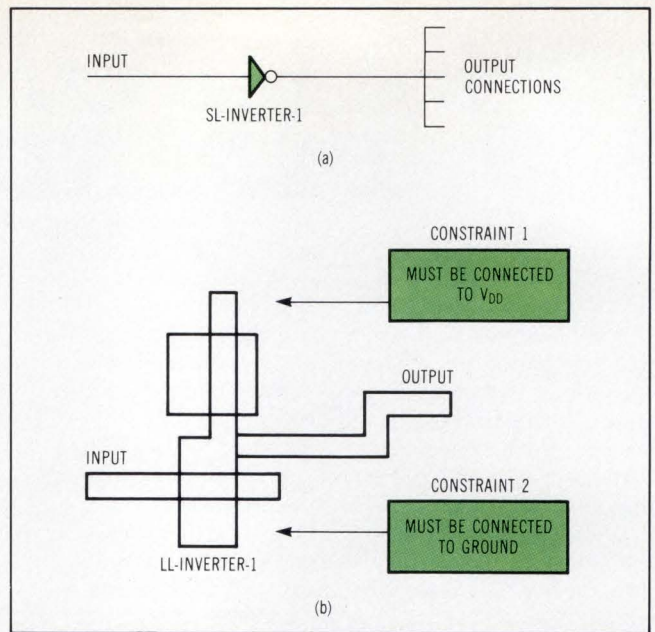 INPUT
OUTPUT
CONNECTIONS
SL-INVERTER-1
(a)
CONSTRAINT 1
MUST BE CONNECTED
TO VDD
OUTPUT
INPUT
CONSTRAINT 2
MUST BE CONNECTED
TO GROUND
LL-INVERTER-1
(b)